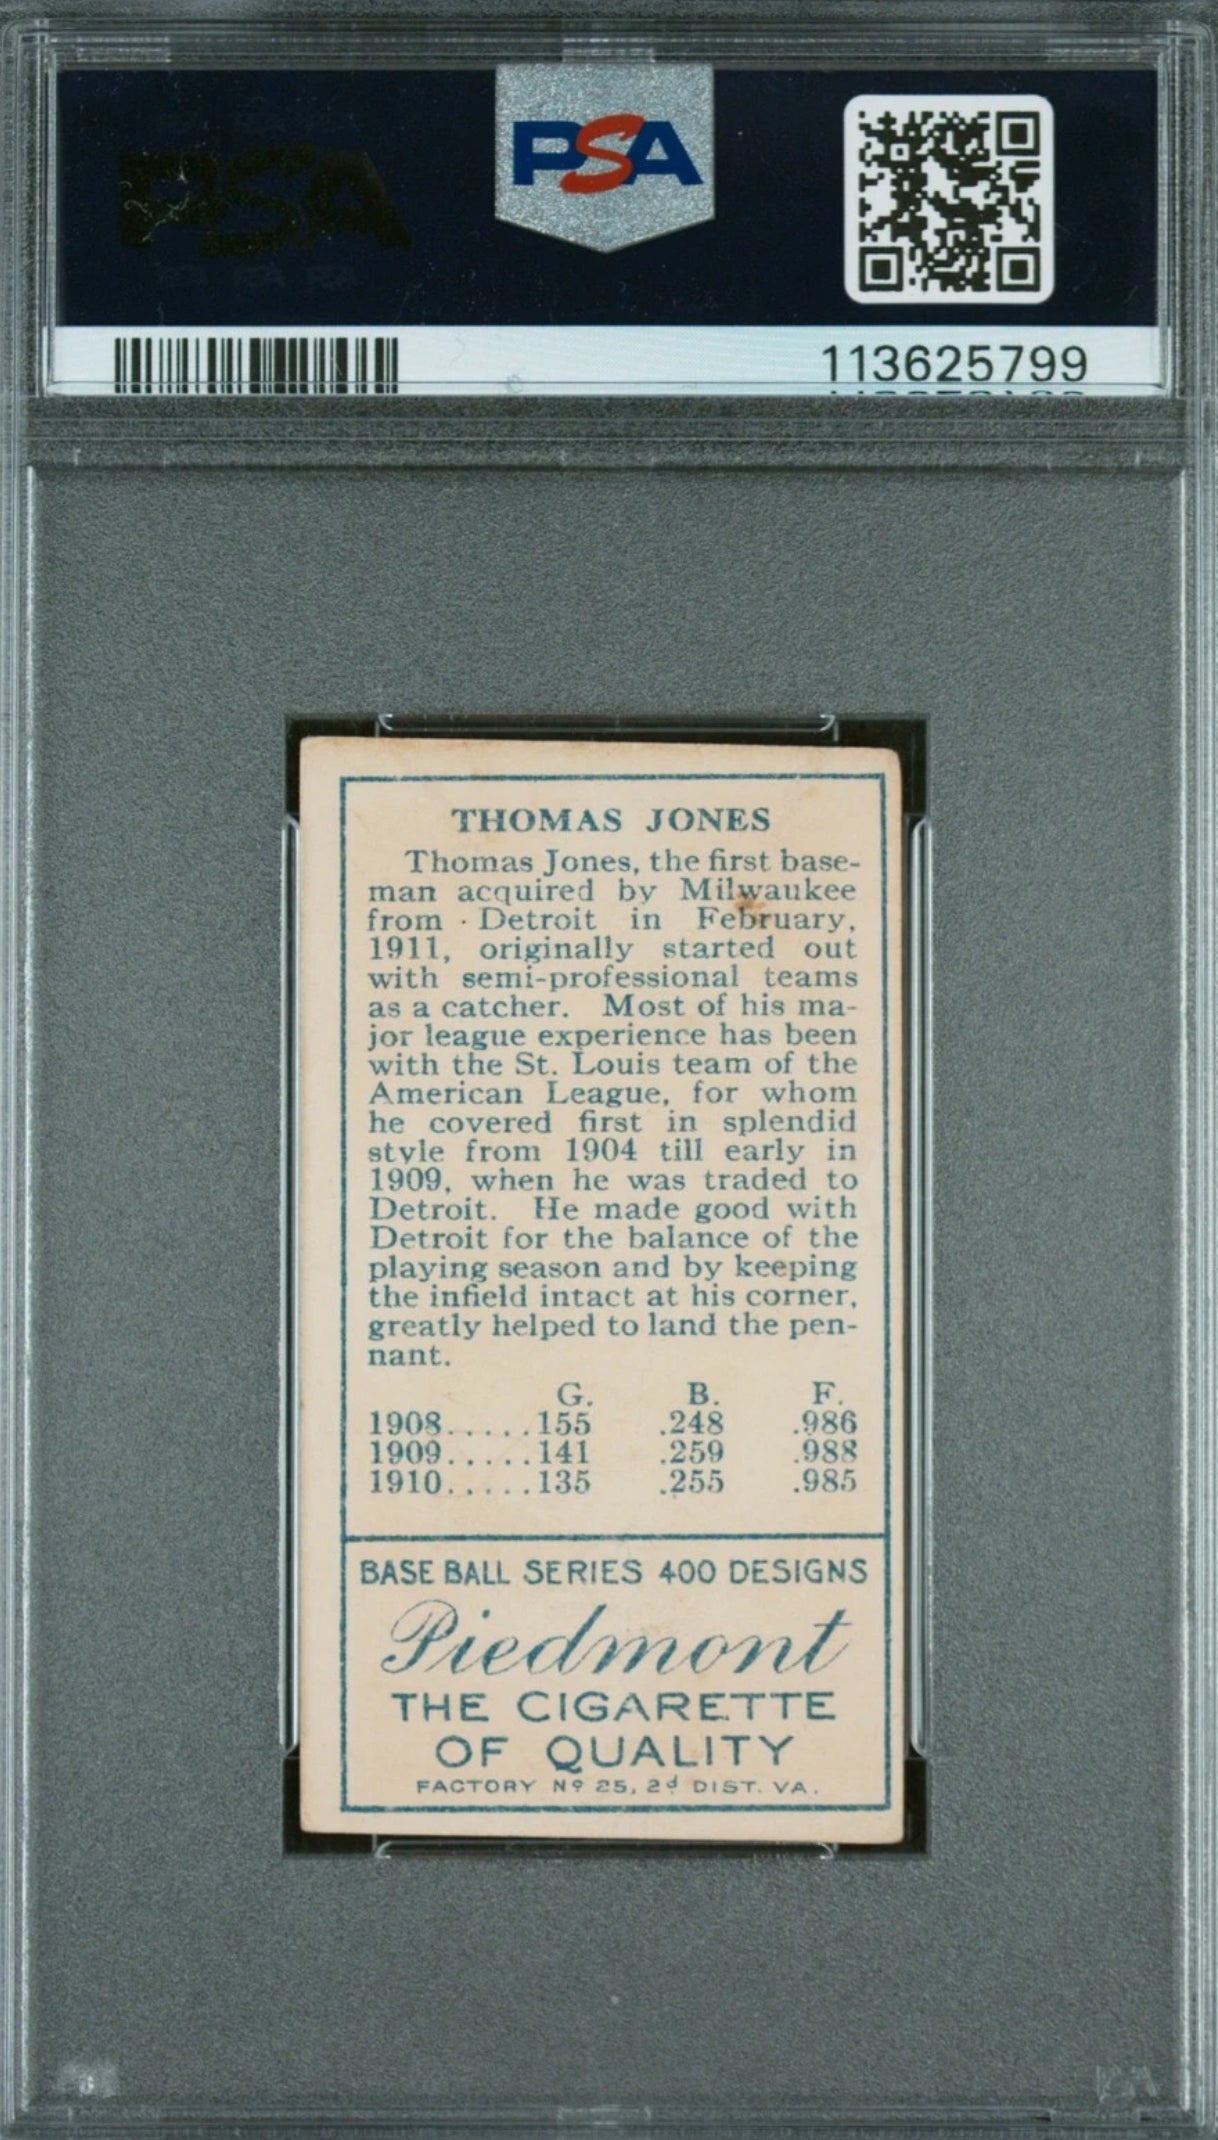 PSA
PSA
113625799
THOMAS JONES
Thomas Jones, the first base-
man acquired by Milwaukee
from · Detroit in February,
1911, originally started out
with semi-professional teams
as a catcher. Most of his ma-
jor league experience has been
with the St. Louis team of the
American League, for whom
he covered first in splendid
style from 1904 till early in
1909, when he was traded to
Detroit. He made good with
Detroit for the balance of the
playing season and by keeping
the infield intact at his corner,
greatly helped to land the pen-
nant.
G. B. F.
1908.....155 .248 .986
1909.....141 .259 .988
1910.....135 .255 .985
BASE BALL SERIES 400 DESIGNS
Piedmont
THE CIGARETTE
OF QUALITY
FACTORY Nº 25, 2d DIST. VA.